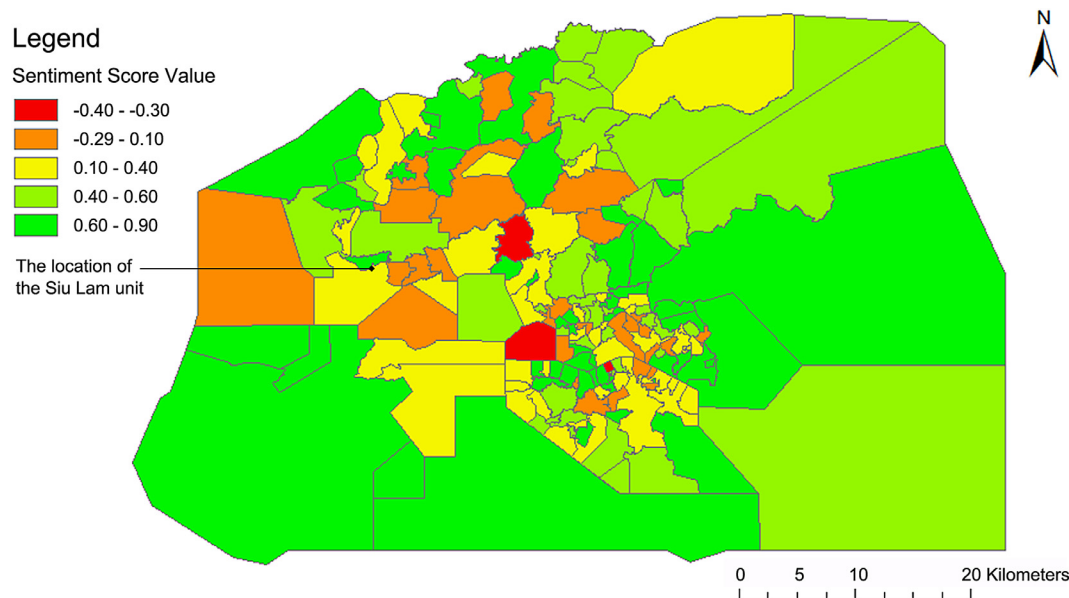 Legend
Sentiment Score Value
-0.40 - -0.30
-0.29 - 0.10
0.10 - 0.40
0.40 - 0.60
0.60 - 0.90
The location of
the Siu Lam unit
N
0 5 10 20 Kilometers